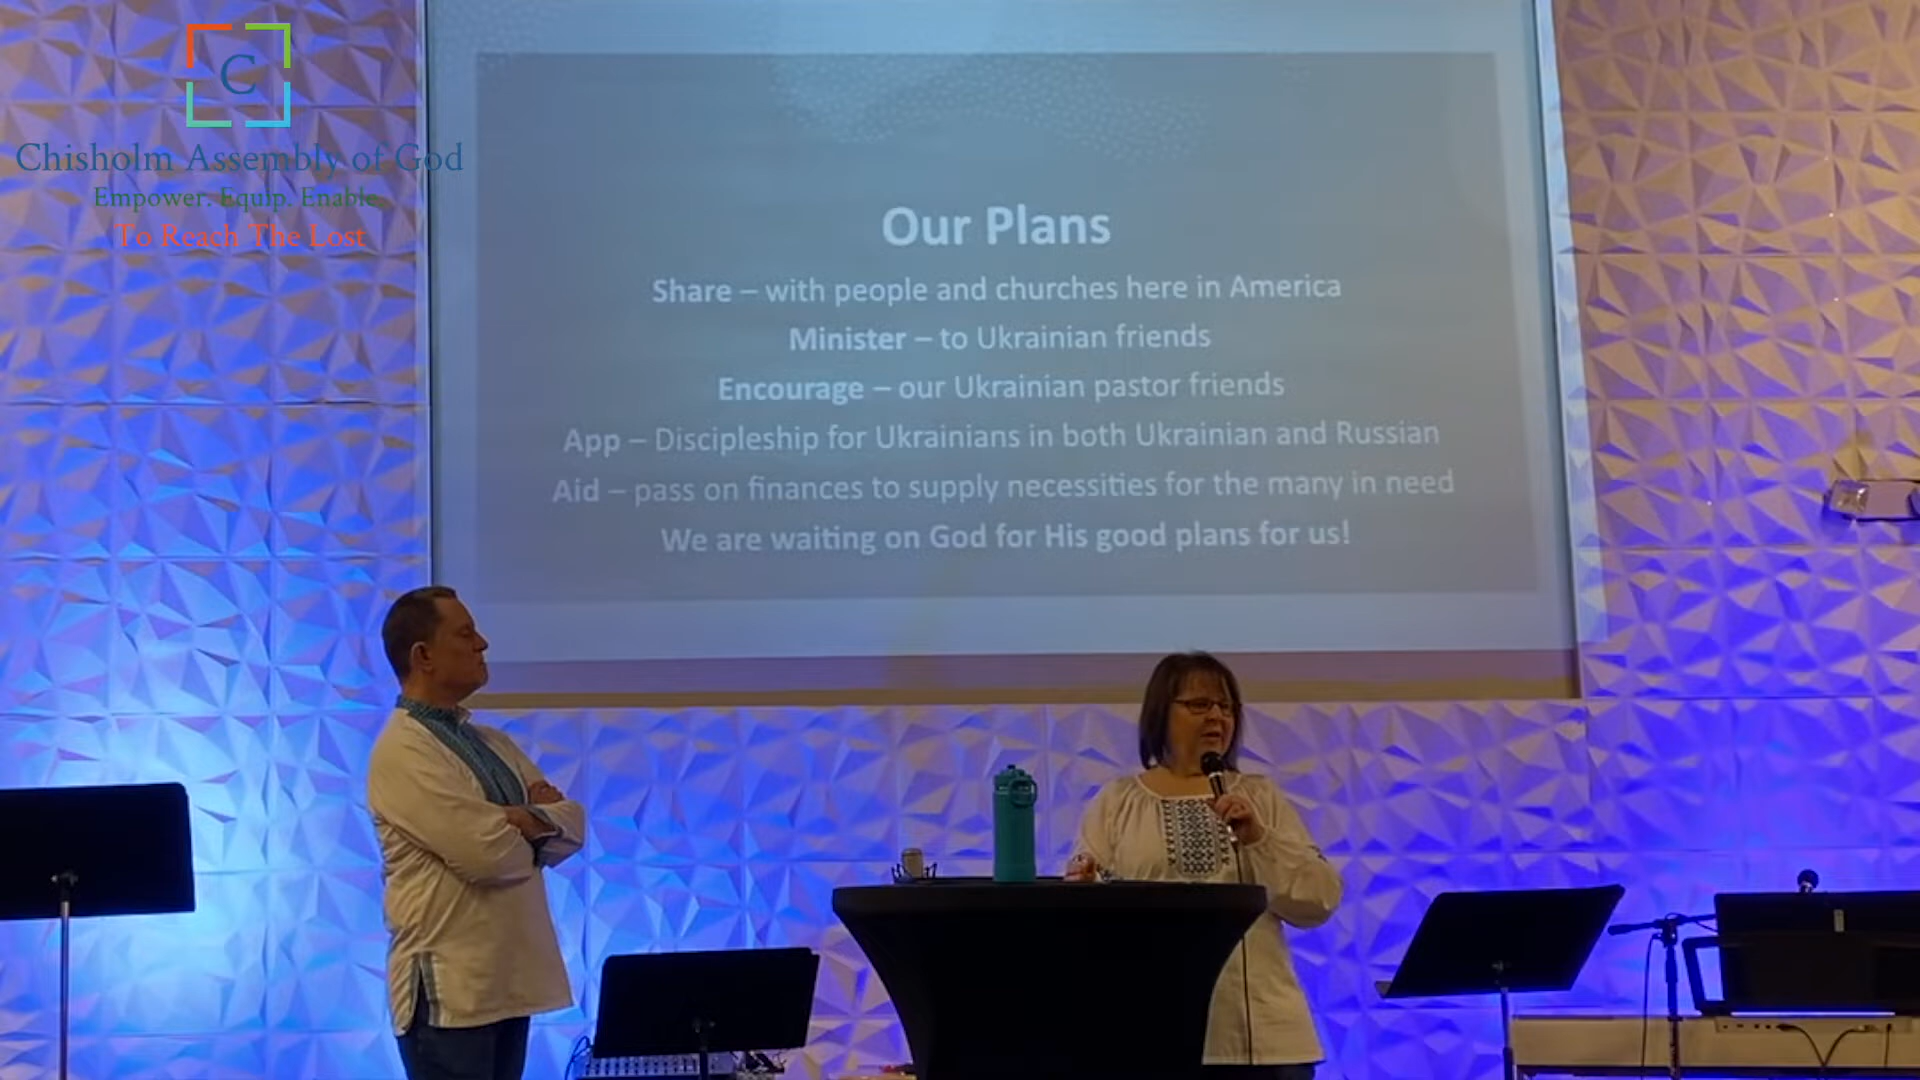 C
Chisholm Assembly of God
Empower. Equip. Enable.
To Reach The Lost
Our Plans
Share – with people and churches here in America
Minister – to Ukrainian friends
Encourage – our Ukrainian pastor friends
App – Discipleship for Ukrainians in both Ukrainian and Russian
Aid – pass on finances to supply necessities for the many in need
We are waiting on God for His good plans for us!